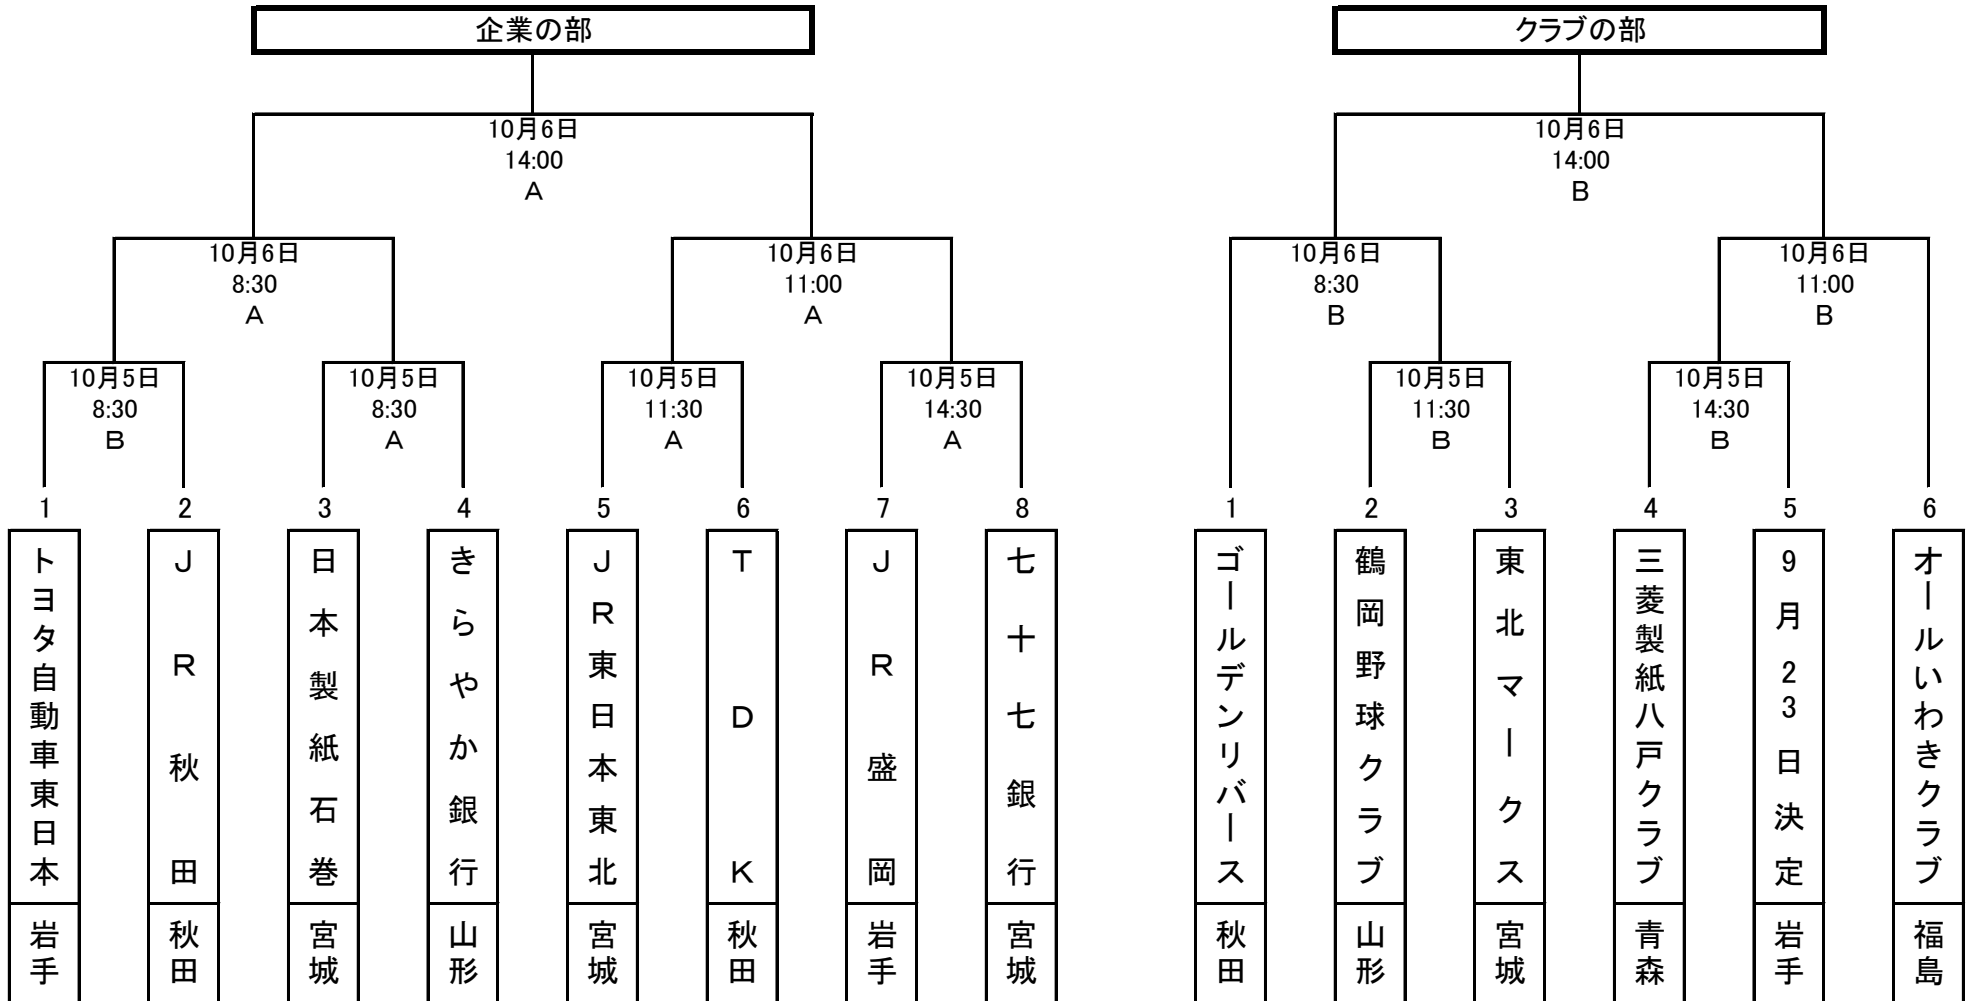 企業の部
クラブの部
10月6日
14:00
A
10月6日
14:00
B
10月6日
8:30
A
10月6日
11:00
A
10月6日
8:30
B
10月6日
11:00
B
10月5日
8:30
B
10月5日
8:30
A
10月5日
11:30
A
10月5日
14:30
A
10月5日
11:30
B
10月5日
14:30
B
1
2
3
4
5
6
7
8
1
2
3
4
5
6
トヨタ自動車東日本
JR秋田
日本製紙石巻
きらやか銀行
JR東日本東北
TDK
JR盛岡
七十七銀行
ゴールデンリバース
鶴岡野球クラブ
東北マークス
三菱製紙八戸クラブ
9月23日決定
オールいわきクラブ
岩手
秋田
宮城
山形
宮城
秋田
岩手
宮城
秋田
山形
宮城
青森
岩手
福島